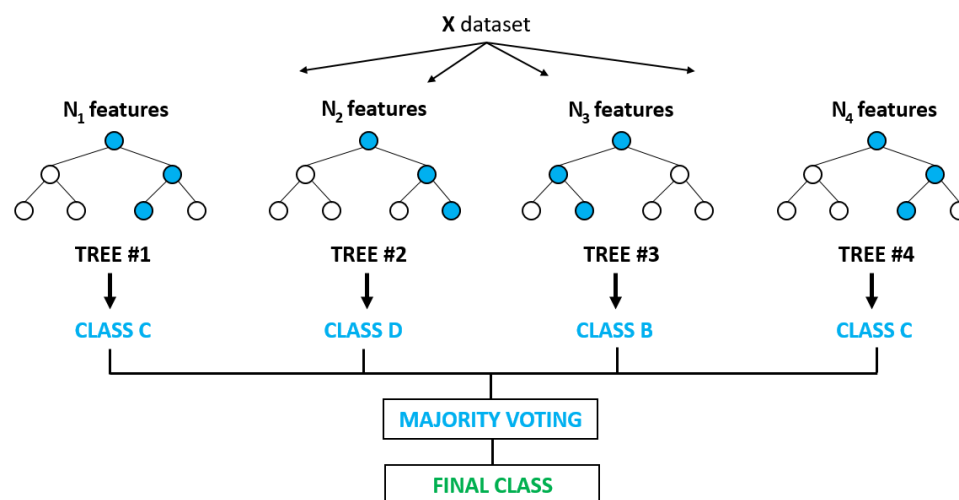 X dataset
N₁ features N₂ features N₃ features N₄ features
TREE #1 TREE #2 TREE #3 TREE #4
CLASS C CLASS D CLASS B CLASS C
MAJORITY VOTING
FINAL CLASS